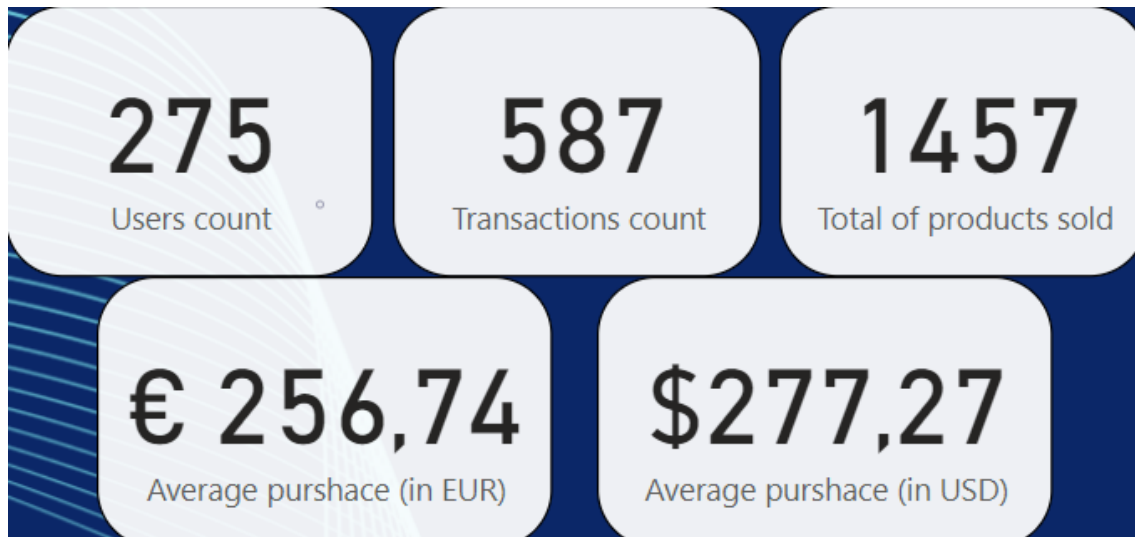 275
Users count
587
Transactions count
1457
Total of products sold
€ 256,74
Average purshace (in EUR)
$277,27
Average purshace (in USD)